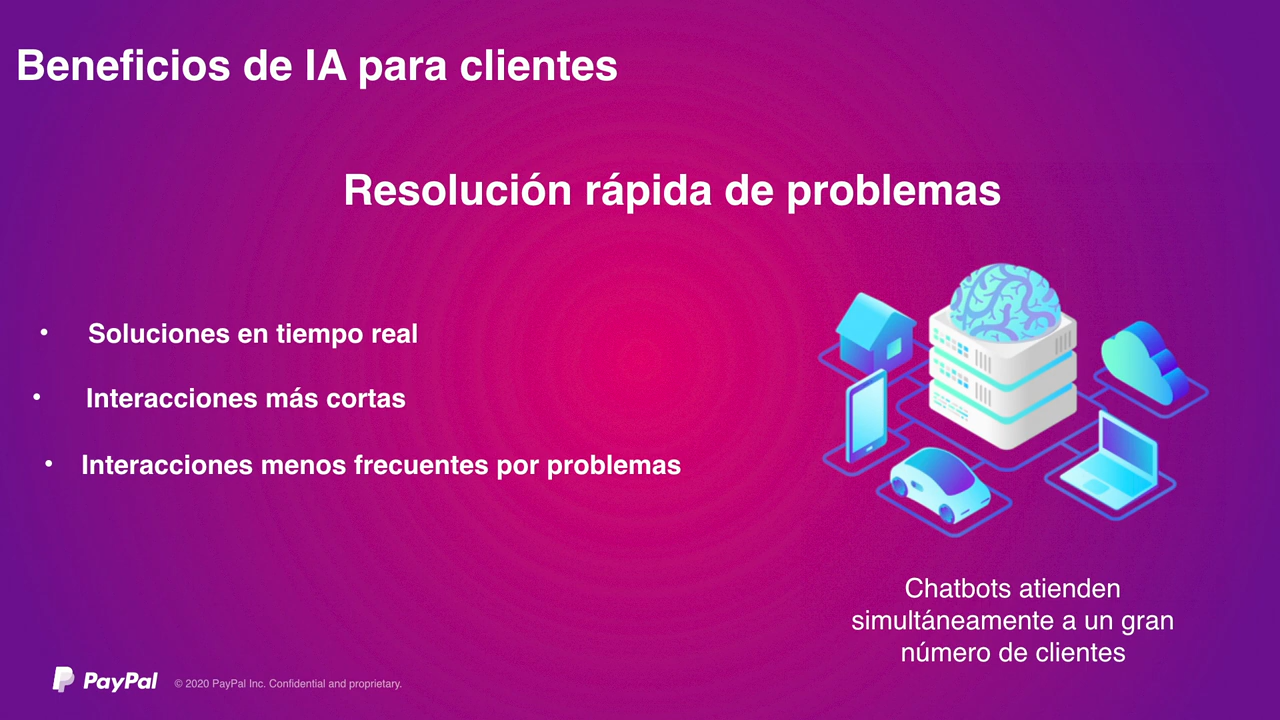 Beneficios de IA para clientes
Resolución rápida de problemas
• Soluciones en tiempo real
• Interacciones más cortas
• Interacciones menos frecuentes por problemas
Chatbots atienden
simultáneamente a un gran
número de clientes
PayPal © 2020 PayPal Inc. Confidential and proprietary.